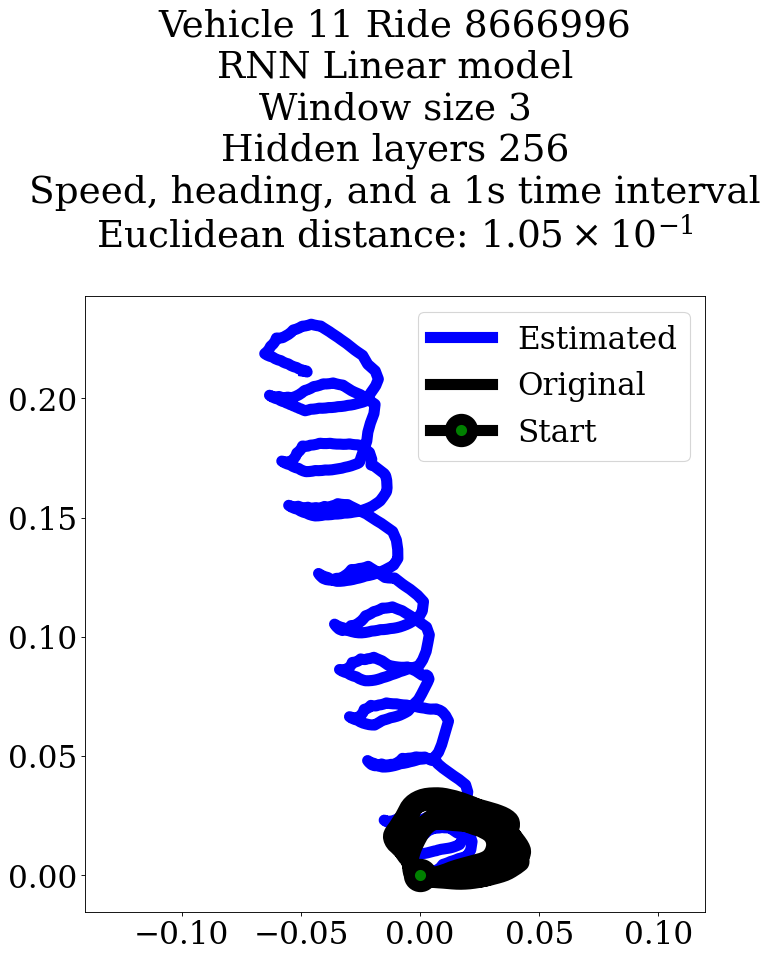 Vehicle 11 Ride 8666996
RNN Linear model
Window size 3
Hidden layers 256
Speed, heading, and a 1s time interval
Euclidean distance: 1.05 × 10⁻¹
Estimated
Original
Start
0.20
0.15
0.10
0.05
0.00
−0.10 −0.05 0.00 0.05 0.10